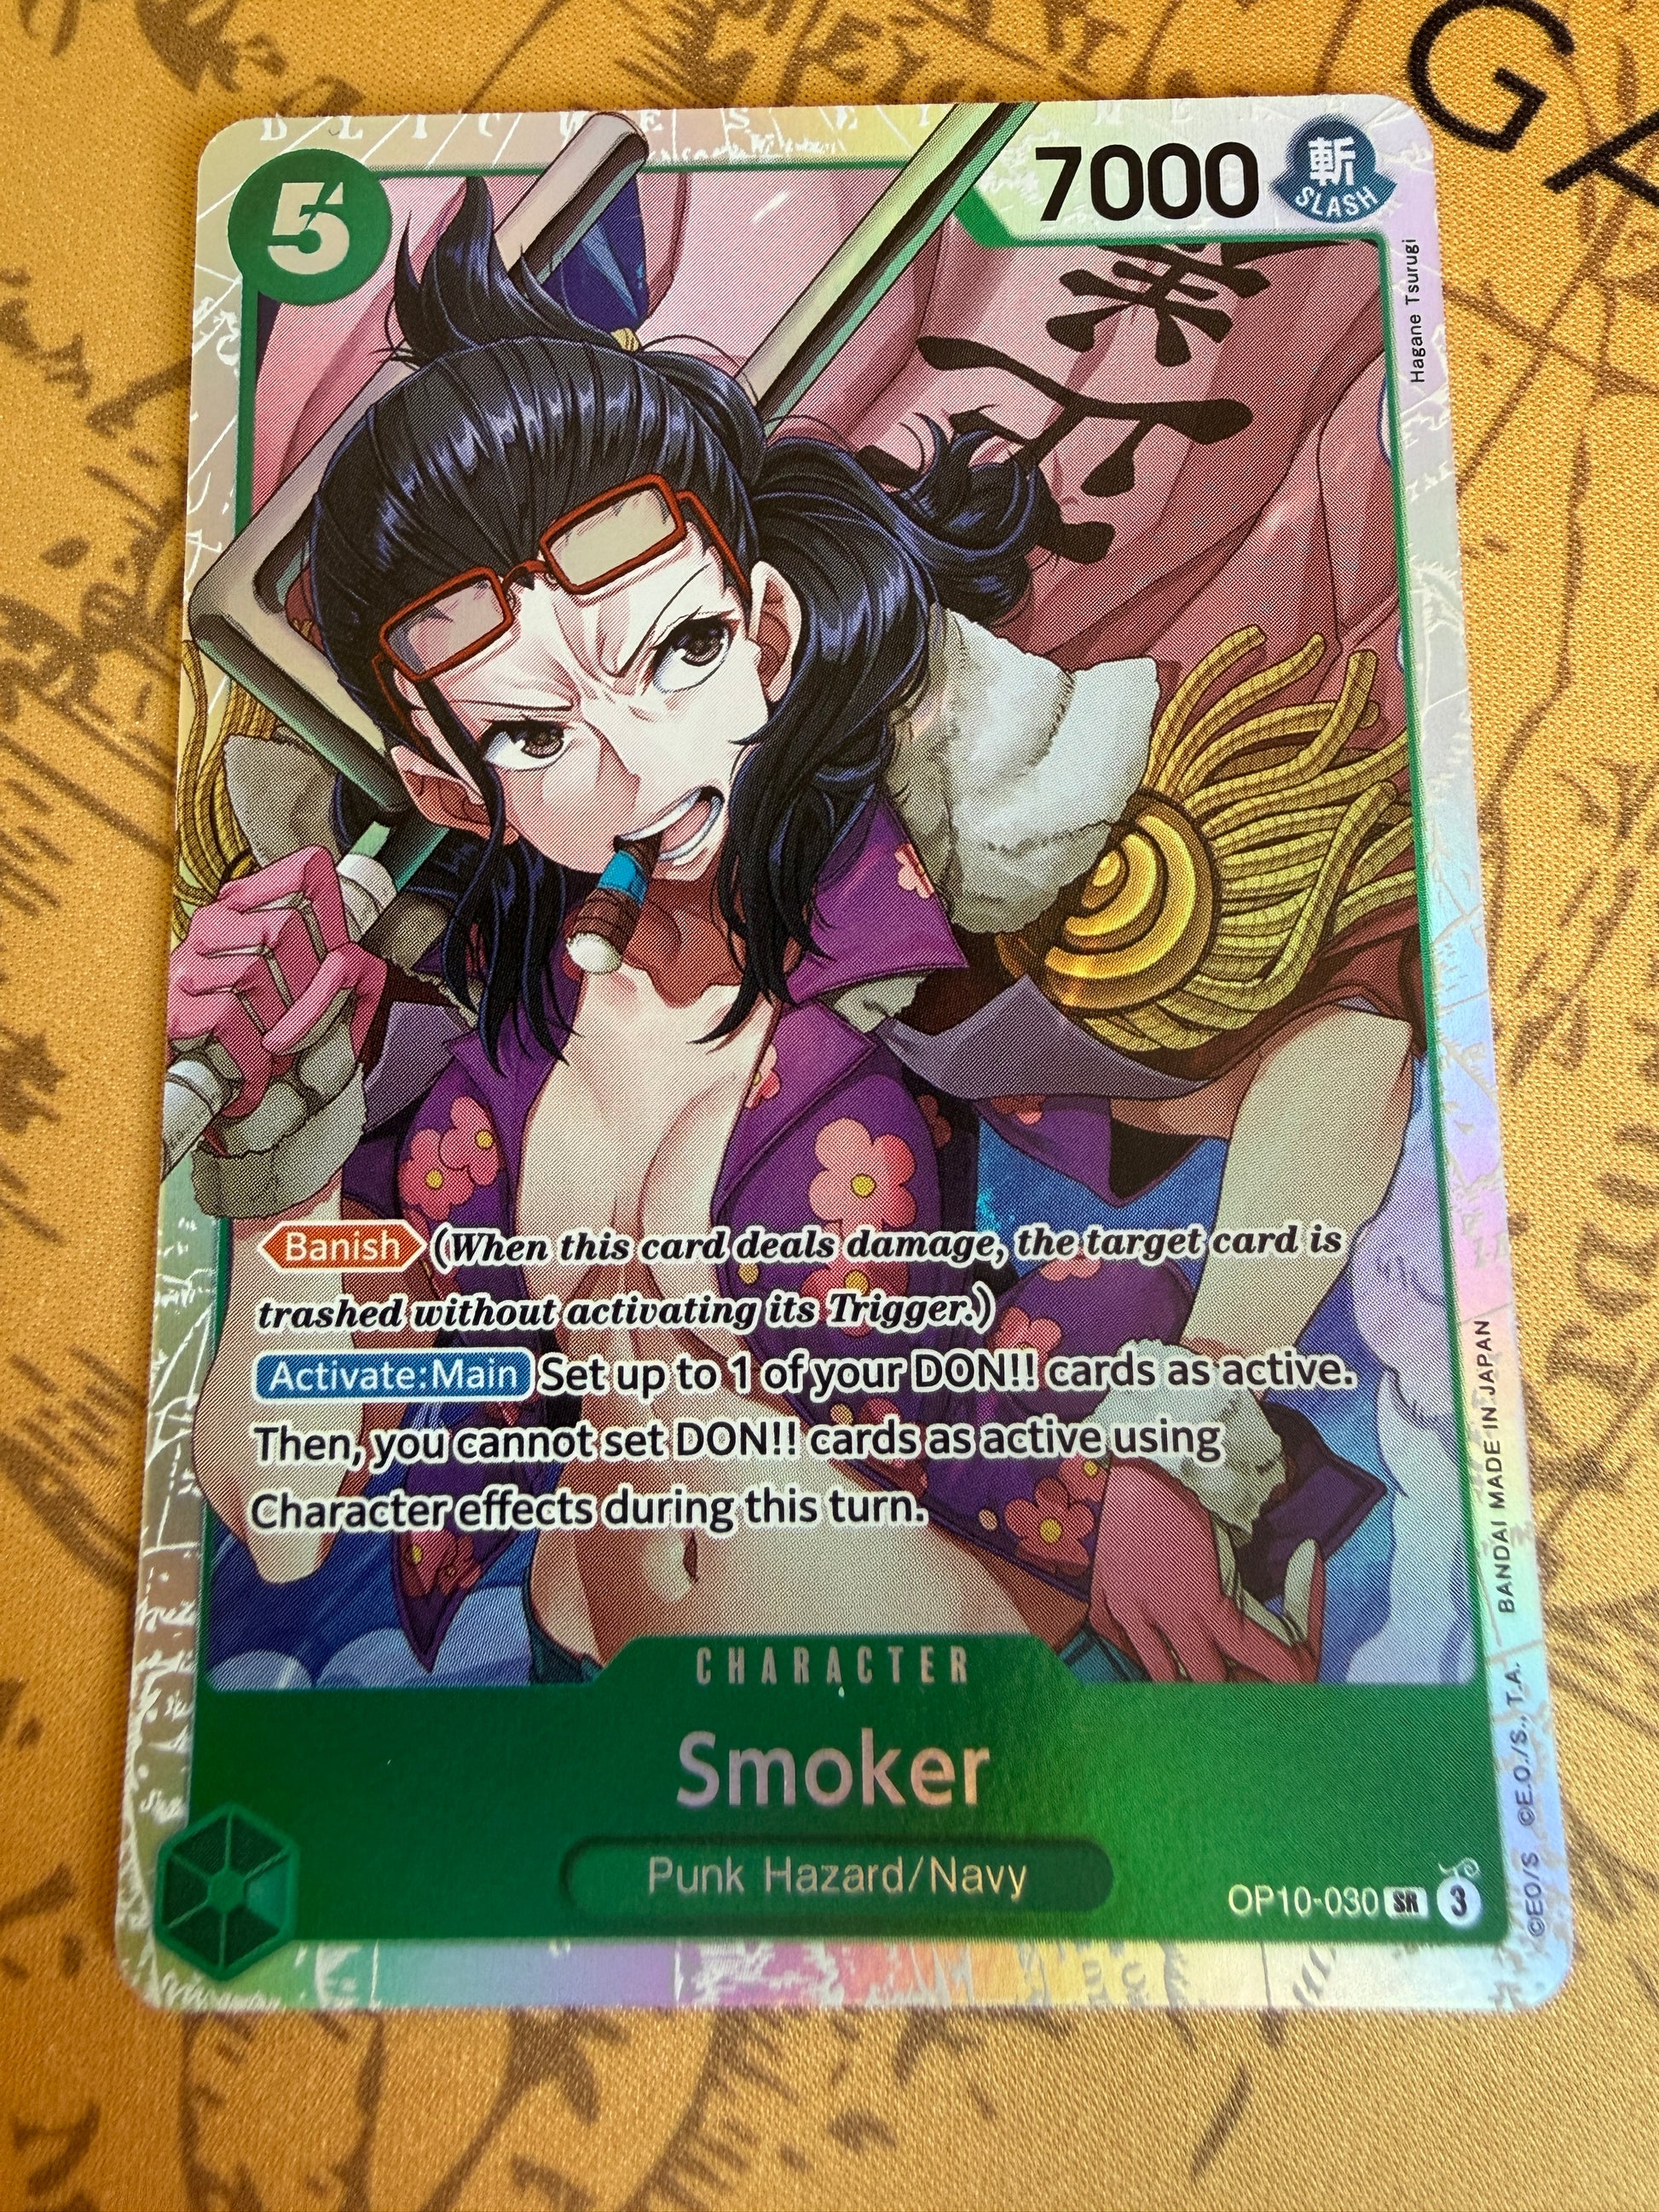 5
7000
斬
SLASH
Hagane Tsurugi
Banish (When this card deals damage, the target card is
trashed without activating its Trigger.)
Activate:Main Set up to 1 of your DON!! cards as active.
Then, you cannot set DON!! cards as active using
Character effects during this turn.
CHARACTER
Smoker
Punk Hazard/Navy
OP10-030 SR 3
BANDAI MADE IN JAPAN
©EO/S ©E.O./S., T.A.